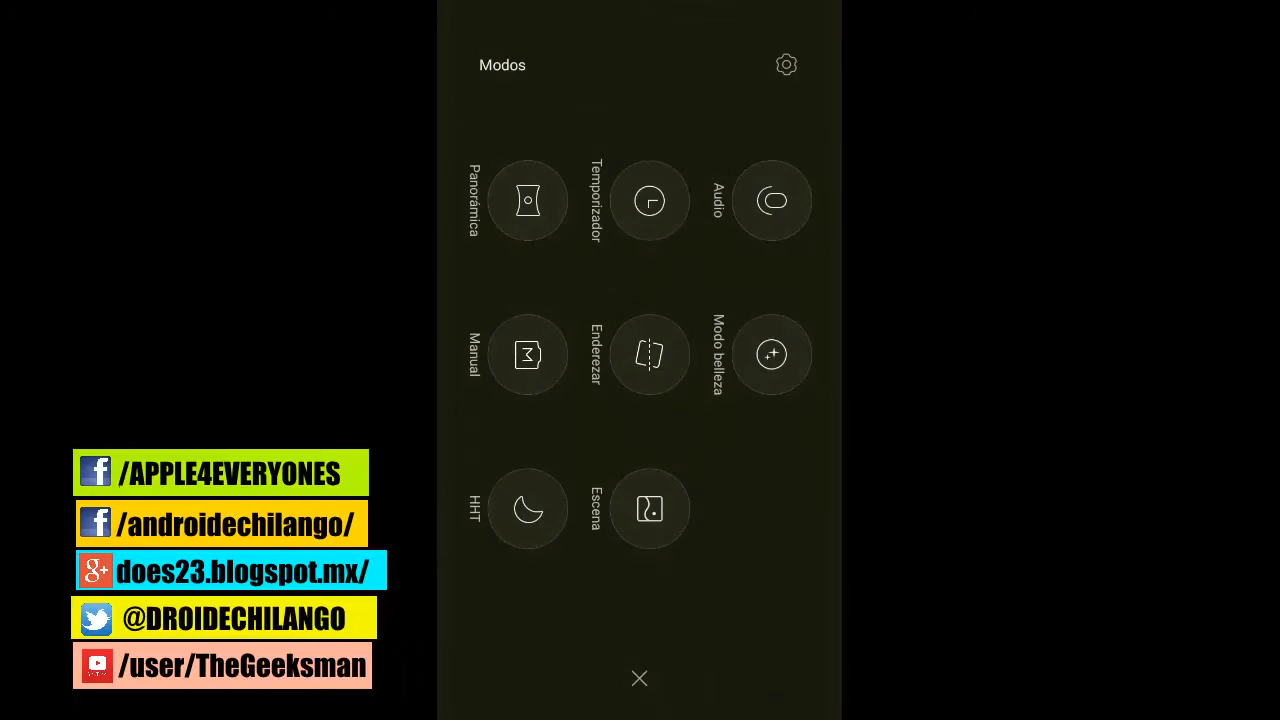 Modos
Panorámica
Temporizador
Audio
Manual
Enderezar
Modo belleza
HHT
Escena
/APPLE4EVERYONES
/androidechilango/
does23.blogspot.mx/
@DROIDECHILANGO
/user/TheGeeksman